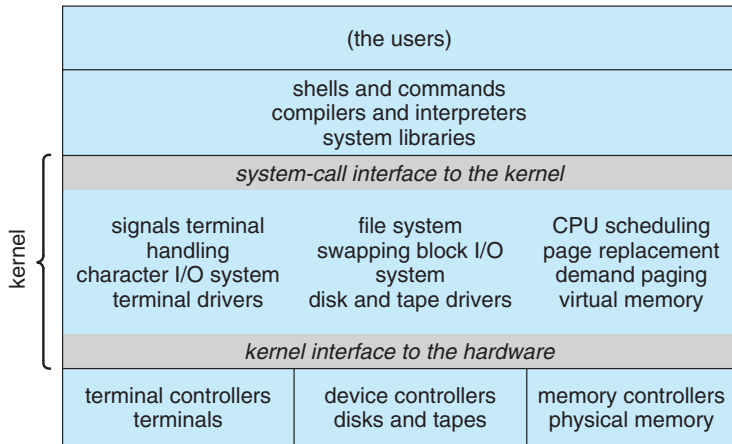 (the users)
shells and commands
compilers and interpreters
system libraries
system-call interface to the kernel
kernel
signals terminal
handling
character I/O system
terminal drivers
file system
swapping block I/O
system
disk and tape drivers
CPU scheduling
page replacement
demand paging
virtual memory
kernel interface to the hardware
terminal controllers
terminals
device controllers
disks and tapes
memory controllers
physical memory